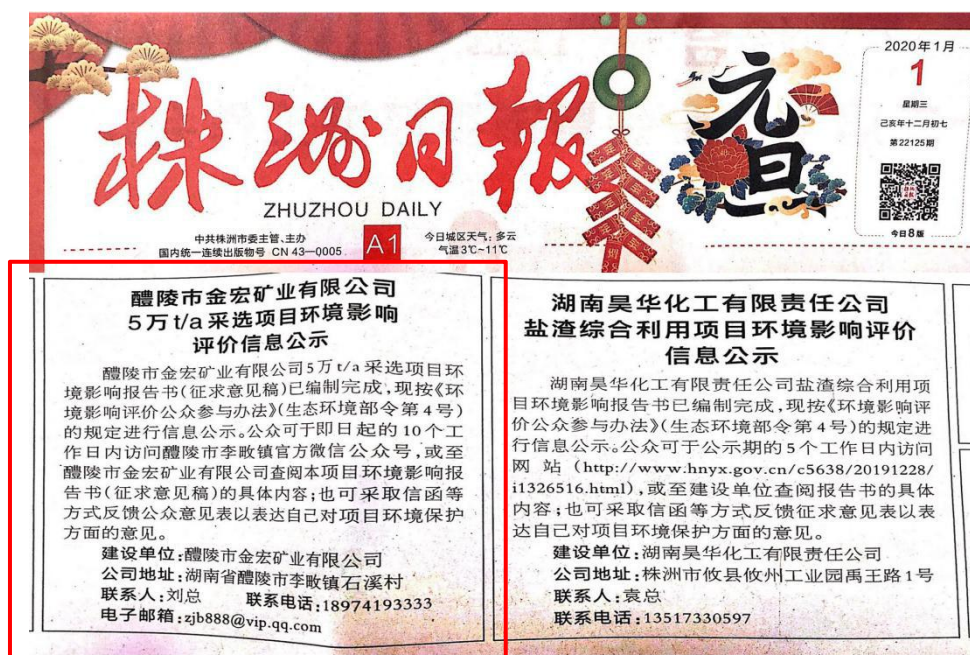 株洲日报
ZHUZHOU DAILY
中共株洲市委主管、主办
国内统一连续出版物号 CN 43—0005
A1
今日城区天气：多云
气温3℃~11℃
元旦
2020年1月
1
星期三
己亥年十二月初七
第22125期
今日8版
醴陵市金宏矿业有限公司
5万t/a采选项目环境影响
评价信息公示
醴陵市金宏矿业有限公司5万t/a采选项目环
境影响报告书(征求意见稿)已编制完成，现按《环
境影响评价公众参与办法》(生态环境部令第4号)
的规定进行信息公示。公众可于即日起的10个工
作日内访问醴陵市李畋镇官方微信公众号，或至
醴陵市金宏矿业有限公司查阅本项目环境影响报
告书(征求意见稿)的具体内容；也可采取信函等
方式反馈公众意见表以表达自己对项目环境保护
方面的意见。
建设单位：醴陵市金宏矿业有限公司
公司地址：湖南省醴陵市李畋镇石溪村
联系人：刘总 联系电话：18974193333
电子邮箱：zjb888@vip.qq.com
湖南昊华化工有限责任公司
盐渣综合利用项目环境影响评价
信息公示
湖南昊华化工有限责任公司盐渣综合利用项
目环境影响报告书已编制完成，现按《环境影响评
价公众参与办法》(生态环境部令第4号)的规定进
行信息公示。公众可于公示期的5个工作日内访问
网站（http://www.hnyx.gov.cn/c5638/20191228/
i1326516.html），或至建设单位查阅报告书的具体
内容；也可采取信函等方式反馈征求意见表以表
达自己对项目环境保护方面的意见。
建设单位：湖南昊华化工有限责任公司
公司地址：株洲市攸县攸州工业园禹王路1号
联系人：袁总
联系电话：13517330597